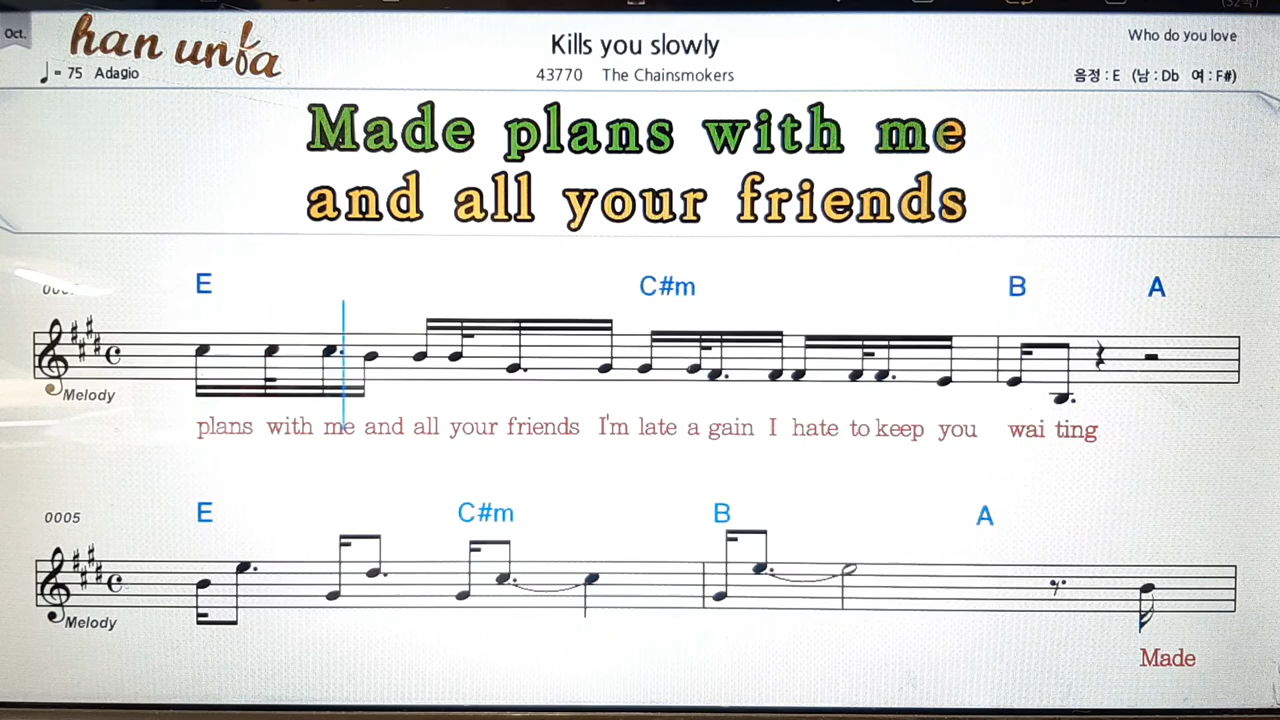 Oct.
han unfa
Kills you slowly
Who do you love
♩ = 75 Adagio
43770 The Chainsmokers
음정 : E (남 : Db 여 : F#)
Made plans with me
and all your friends
E C#m B A
Melody
plans with me and all your friends I'm late a gain I hate to keep you wai ting
0005
E C#m B A
Melody
Made